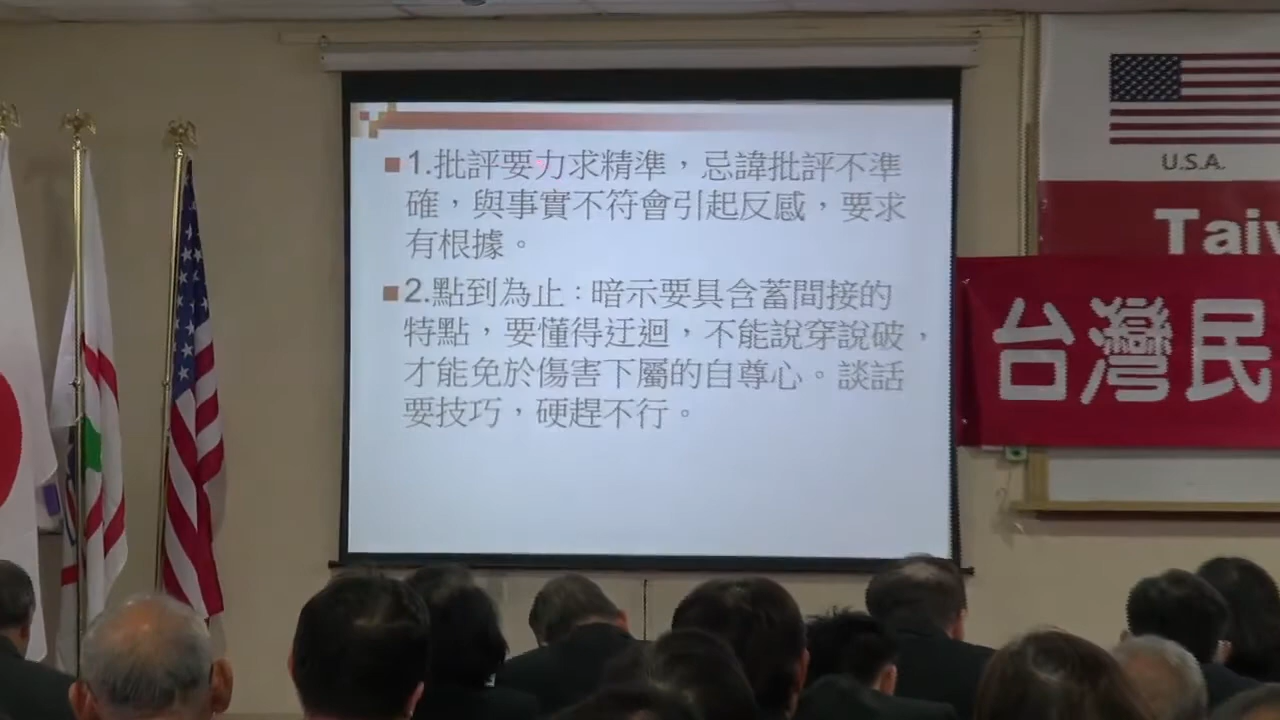 1.批評要力求精準，忌諱批評不準
確，與事實不符會引起反感，要求
有根據。
2.點到為止：暗示要具含蓄間接的
特點，要懂得迂迴，不能說穿說破，
才能免於傷害下屬的自尊心。談話
要技巧，硬趕不行。
U.S.A.
Taiw
台灣民